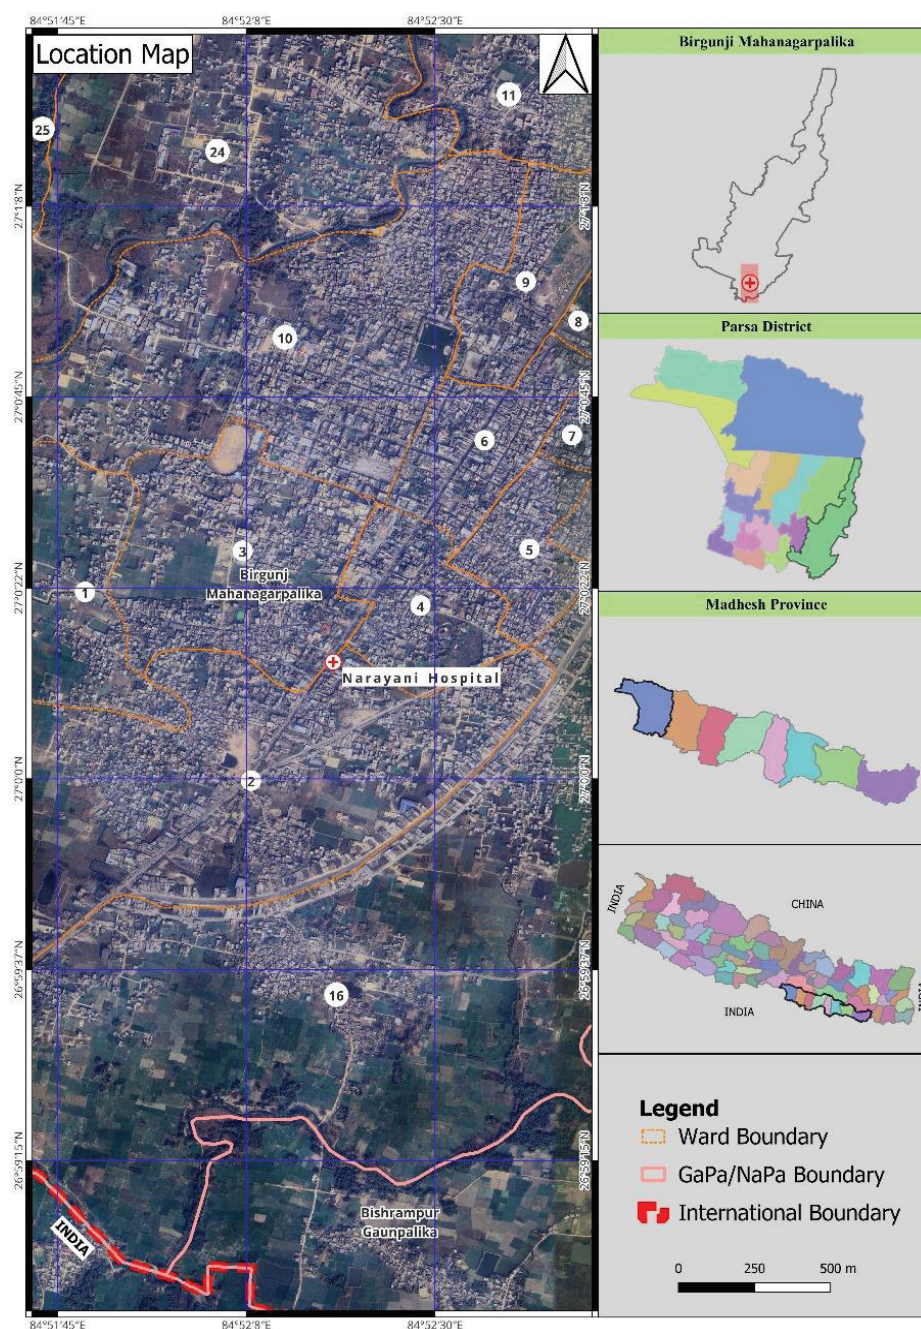 84°51'45"E 84°52'8"E 84°52'30"E
Location Map
11
25
24
27°1'8"N
27°1'8"N
9
8
10
27°0'45"N
27°0'45"N
6
7
3
5
Birgunj
Mahanagarpalika
27°0'22"N
27°0'22"N
1
4
Narayani Hospital
27°0'0"N
27°0'0"N
2
26°59'37"N
26°59'37"N
16
26°59'15"N
26°59'15"N
Bishrampur
Gaunpalika
INDIA
84°51'45"E 84°52'8"E 84°52'30"E
Birgunji Mahanagarpalika
Parsa District
Madhesh Province
INDIA
CHINA
INDIA
INDIA
Legend
Ward Boundary
GaPa/NaPa Boundary
International Boundary
0 250 500 m